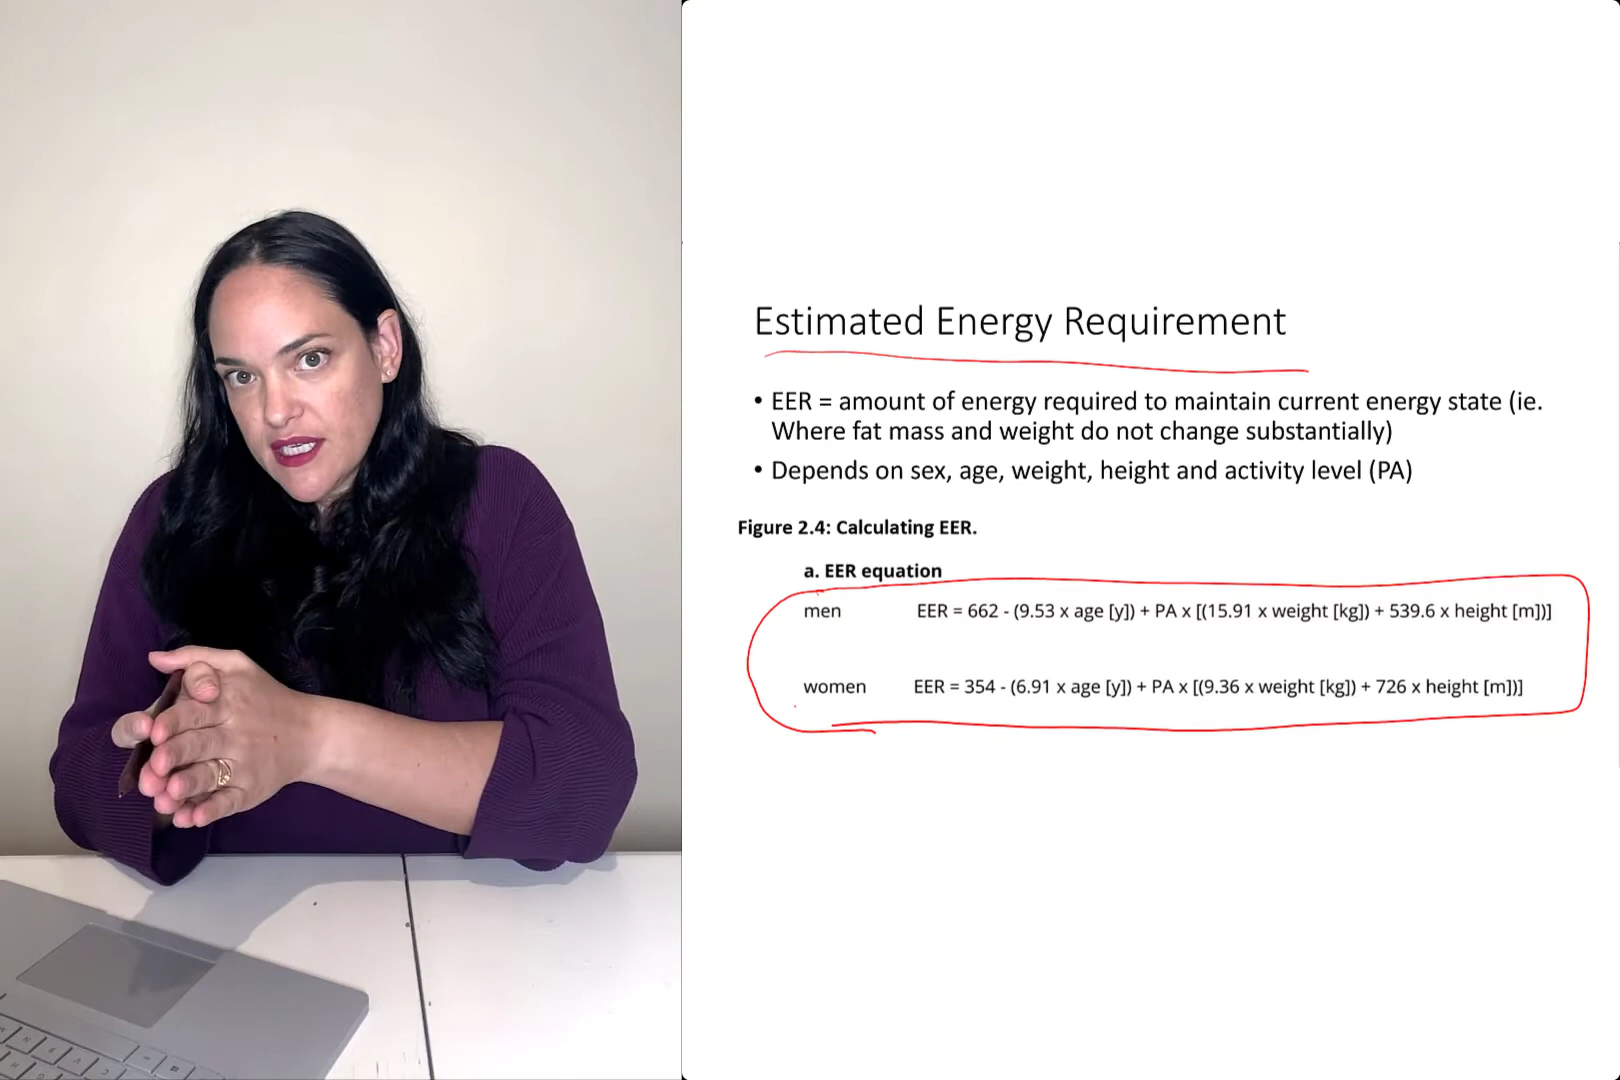 Estimated Energy Requirement
• EER = amount of energy required to maintain current energy state (ie.
Where fat mass and weight do not change substantially)
• Depends on sex, age, weight, height and activity level (PA)
Figure 2.4: Calculating EER.
a. EER equation
men EER = 662 - (9.53 x age [y]) + PA x [(15.91 x weight [kg]) + 539.6 x height [m])]
women EER = 354 - (6.91 x age [y]) + PA x [(9.36 x weight [kg]) + 726 x height [m])]